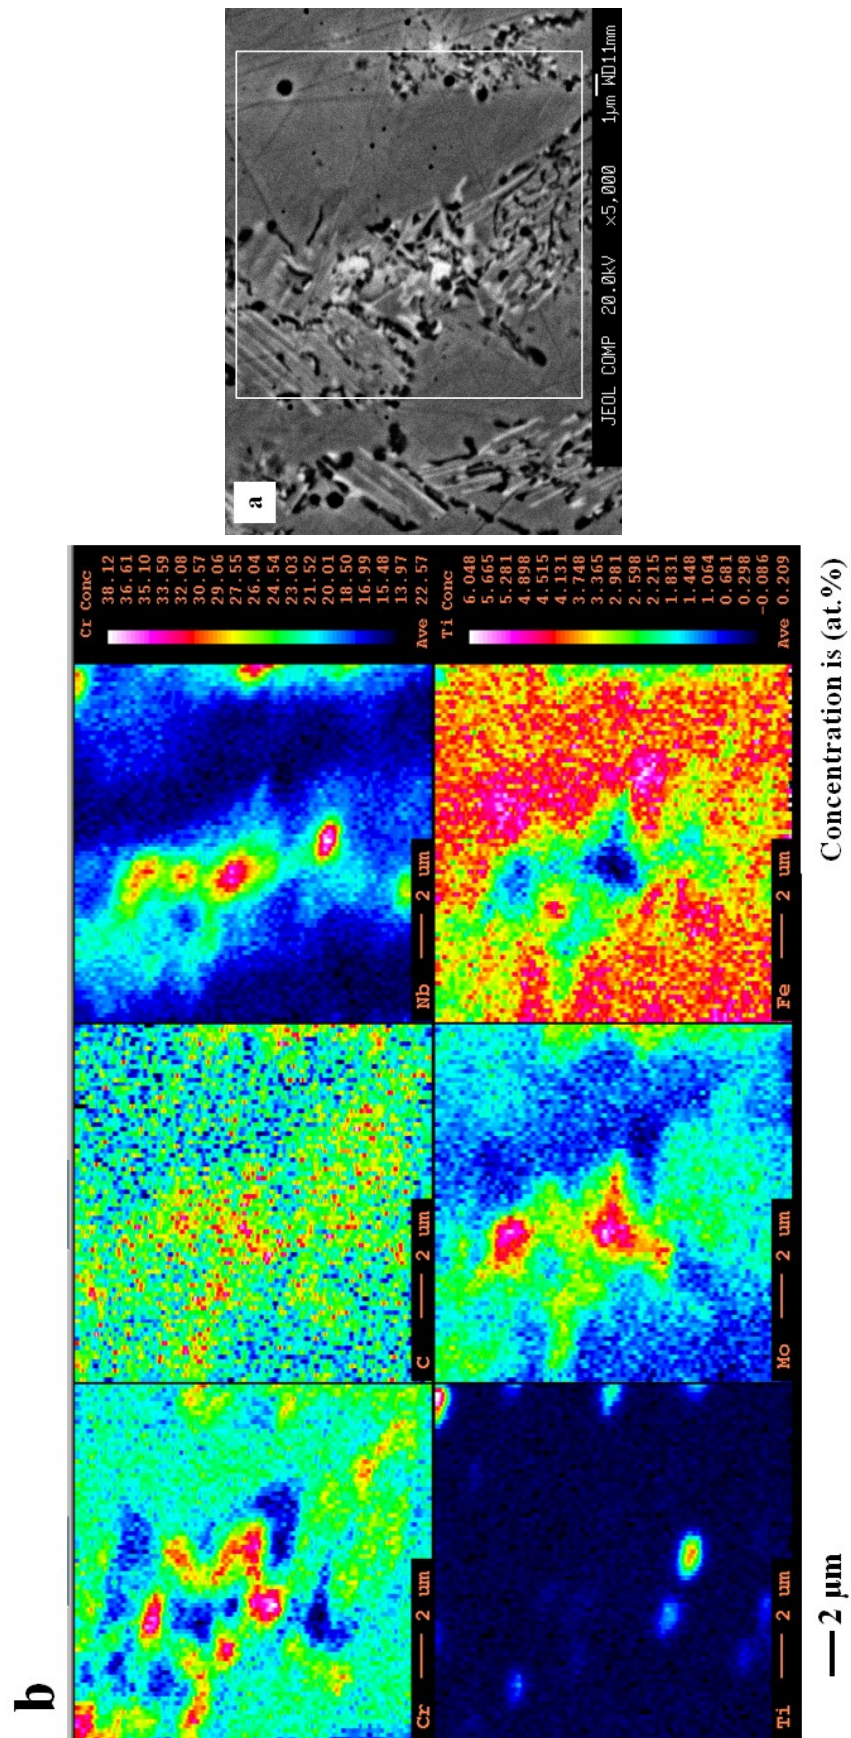 a
JEOL COMP 20.0kV ×5,000 1μm WD11mm
b
Cr 2 um
C 2 um
Nb 2 um
Cr Conc
38.12
36.61
35.10
33.59
32.08
30.57
29.06
27.55
26.04
24.54
23.03
21.52
20.01
18.50
16.99
15.48
13.97
Ave 22.57
Ti 2 um
Mo 2 um
Fe 2 um
Ti Conc
6.048
5.665
5.281
4.898
4.515
4.131
3.748
3.365
2.981
2.598
2.215
1.831
1.448
1.064
0.681
0.298
-0.086
Ave 0.209
2 μm
Concentration is (at.%)